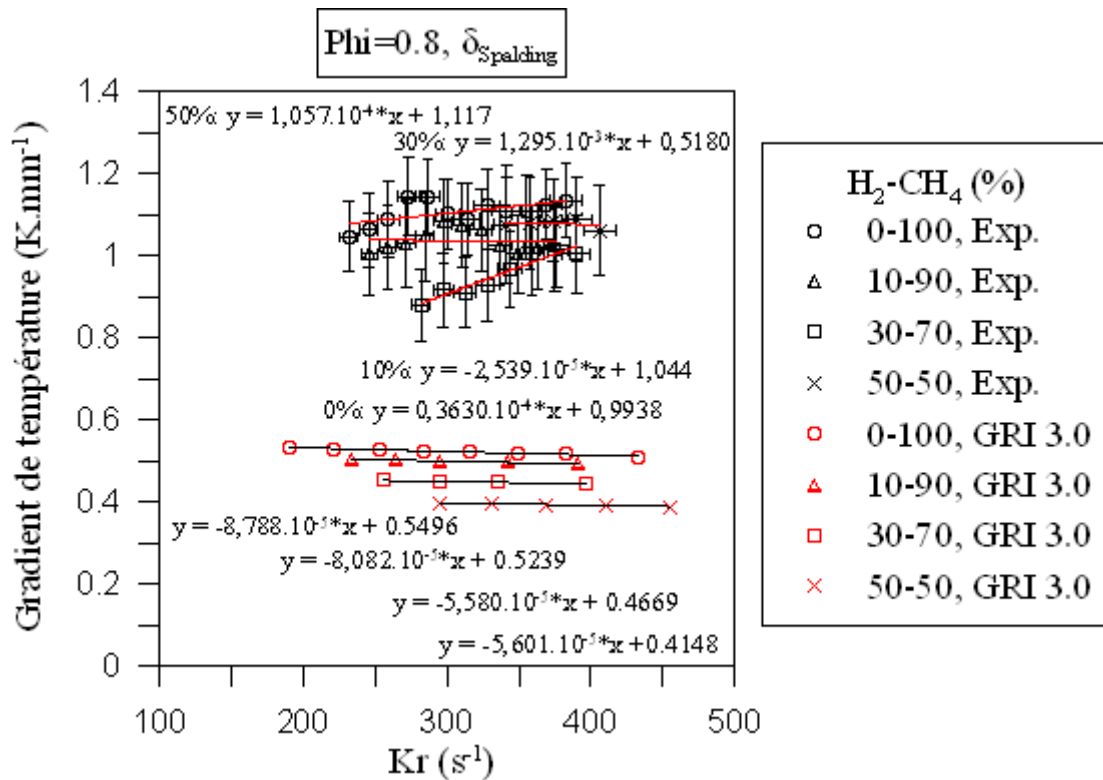 Phi=0.8, δSpalding
1.4
1.2
1
0.8
0.6
0.4
0.2
0
Gradient de température (K.mm-1)
50%: y = 1,057.10-4*x + 1,117
30%: y = 1,295.10-3*x + 0,5180
10%: y = -2,539.10-5*x + 1,044
0%: y = 0,3630.10-4*x + 0,9938
y = -8,788.10-5*x + 0.5496
y = -8,082.10-5*x + 0.5239
y = -5,580.10-5*x + 0.4669
y = -5,601.10-5*x +0.4148
100 200 300 400 500
Kr (s-1)
H2-CH4 (%)
0-100, Exp.
10-90, Exp.
30-70, Exp.
50-50, Exp.
0-100, GRI 3.0
10-90, GRI 3.0
30-70, GRI 3.0
50-50, GRI 3.0